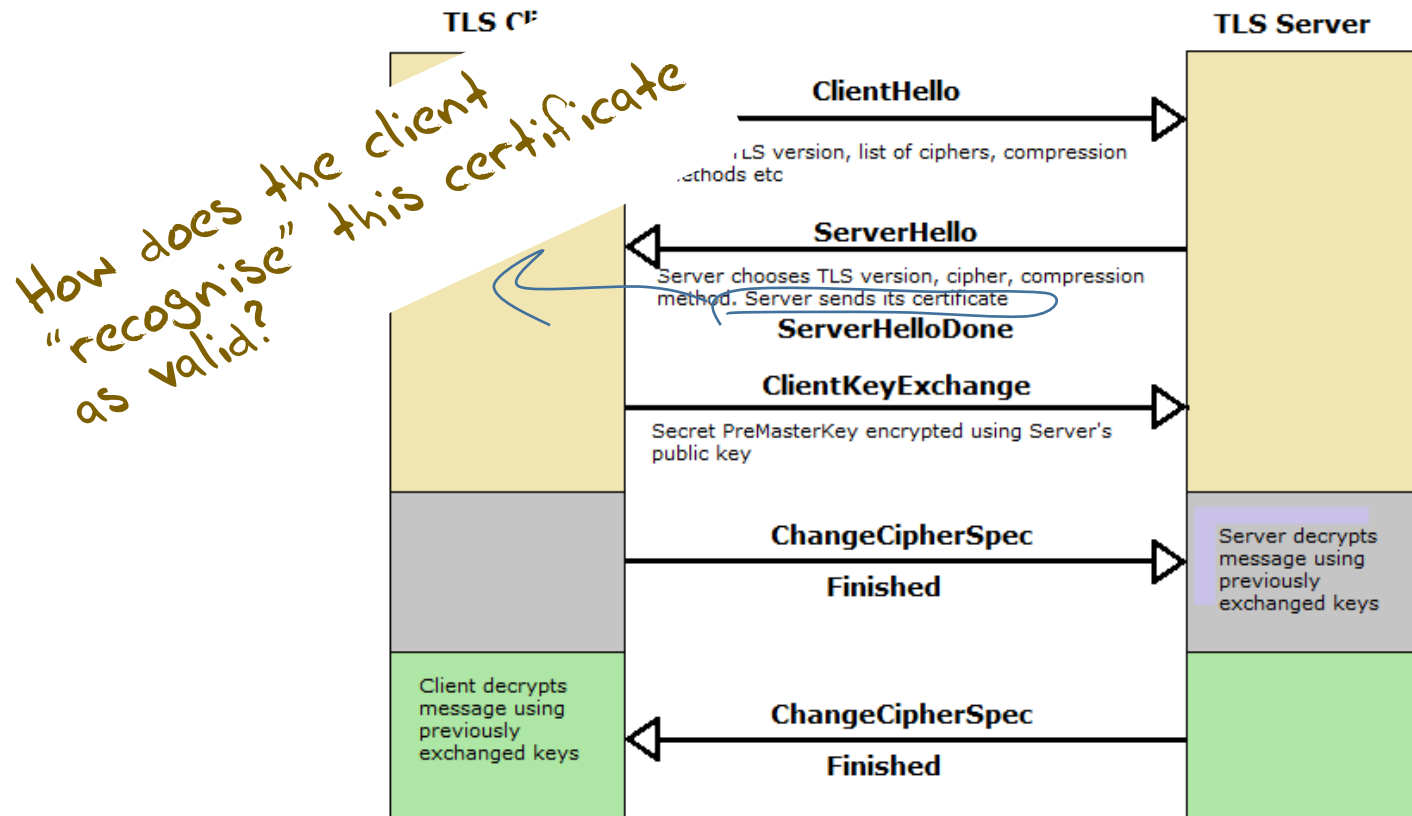 TLS Cli
TLS Server
How does the client
"recognise" this certificate
as valid?
ClientHello
TLS version, list of ciphers, compression
methods etc
ServerHello
Server chooses TLS version, cipher, compression
method. Server sends its certificate
ServerHelloDone
ClientKeyExchange
Secret PreMasterKey encrypted using Server's
public key
ChangeCipherSpec
Finished
Server decrypts
message using
previously
exchanged keys
Client decrypts
message using
previously
exchanged keys
ChangeCipherSpec
Finished